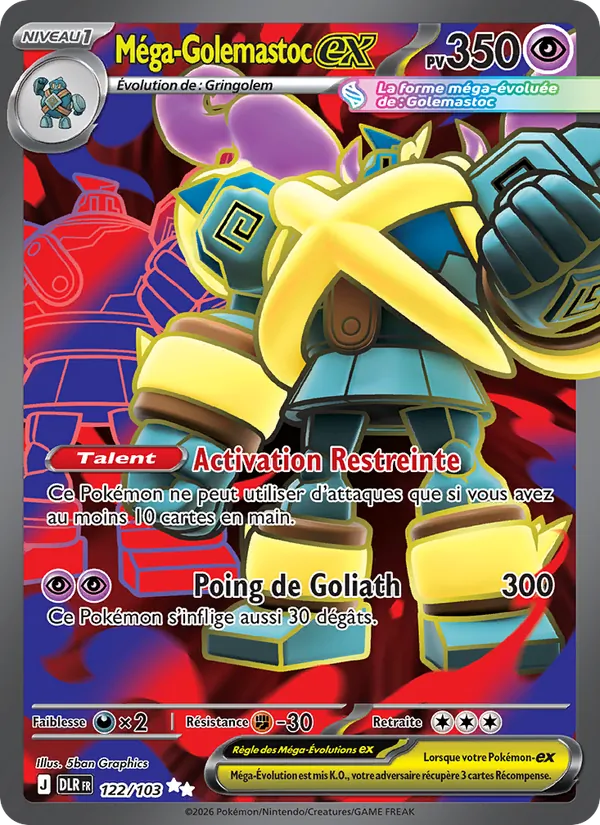 NIVEAU 1
Méga-Golemastoc ex
PV 350
Évolution de : Gringolem
La forme méga-évoluée
de : Golemastoc
Talent Activation Restreinte
Ce Pokémon ne peut utiliser d'attaques que si vous avez
au moins 10 cartes en main.
Poing de Goliath 300
Ce Pokémon s'inflige aussi 30 dégâts.
Faiblesse ×2 Résistance -30 Retraite
Illus. 5ban Graphics
Règle des Méga-Évolutions ex
Lorsque votre Pokémon-ex
Méga-Évolution est mis K.O., votre adversaire récupère 3 cartes Récompense.
J DLR FR 122/103
©2026 Pokémon/Nintendo/Creatures/GAME FREAK